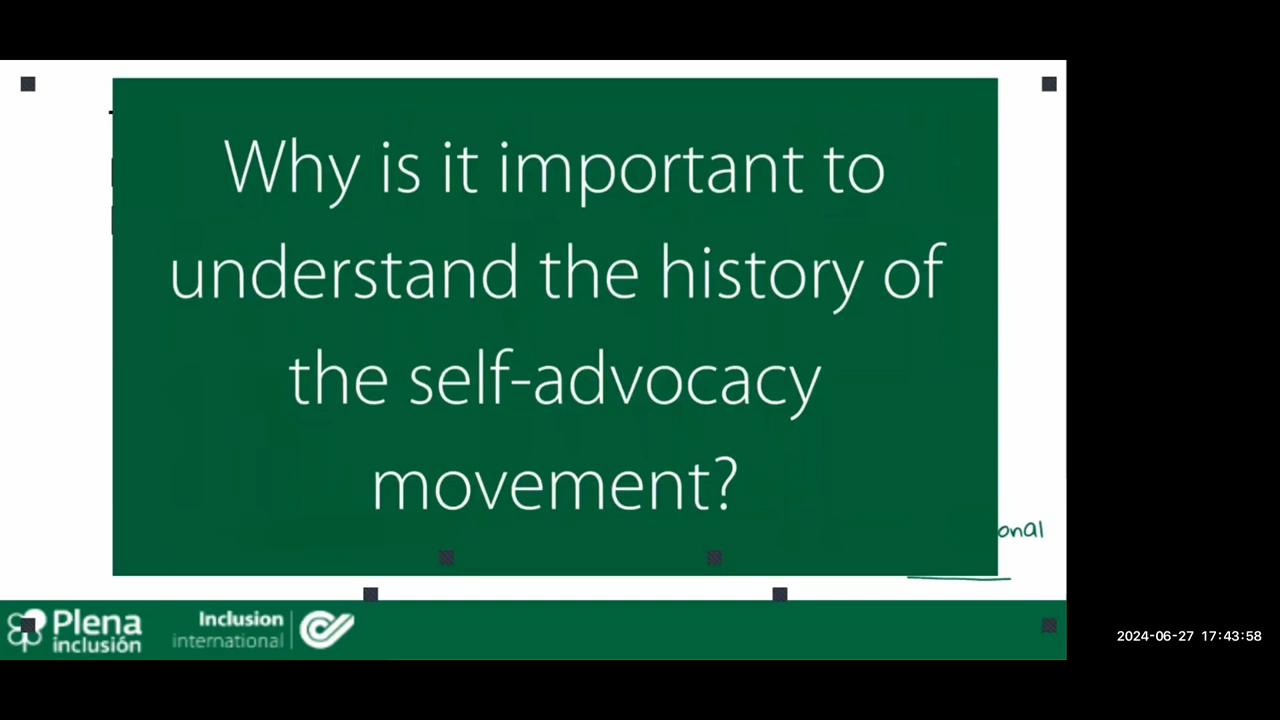 Why is it important to
understand the history of
the self-advocacy
movement?
onal
Plena
inclusión
Inclusion
international
2024-06-27 17:43:58